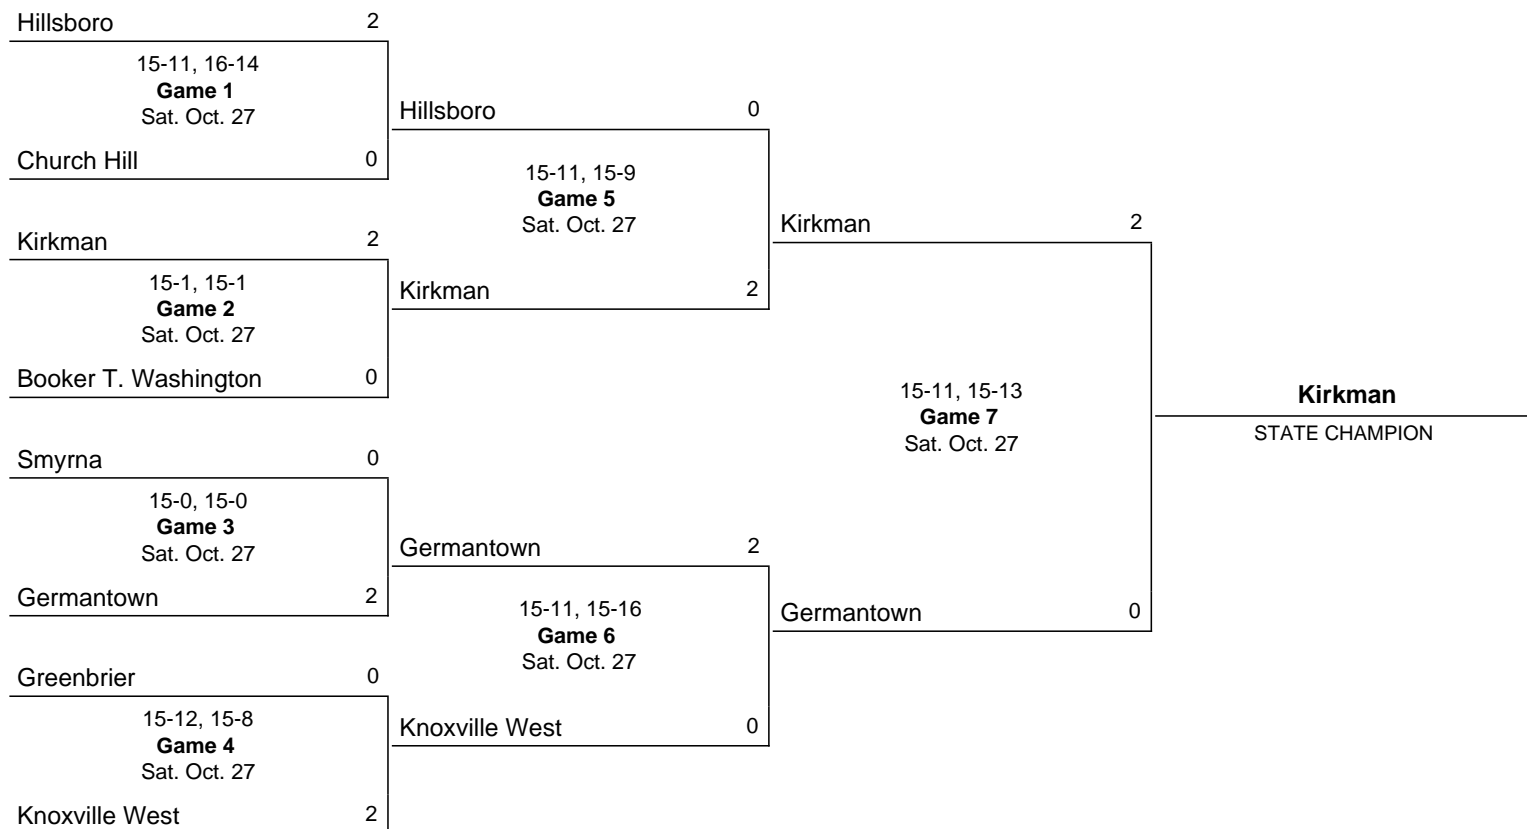 Hillsboro 2
15-11, 16-14
Game 1
Sat. Oct. 27
Church Hill 0
Kirkman 2
15-1, 15-1
Game 2
Sat. Oct. 27
Booker T. Washington 0
Smyrna 0
15-0, 15-0
Game 3
Sat. Oct. 27
Germantown 2
Greenbrier 0
15-12, 15-8
Game 4
Sat. Oct. 27
Knoxville West 2
Hillsboro 0
15-11, 15-9
Game 5
Sat. Oct. 27
Kirkman 2
Germantown 2
15-11, 15-16
Game 6
Sat. Oct. 27
Knoxville West 0
Kirkman 2
15-11, 15-13
Game 7
Sat. Oct. 27
Germantown 0
Kirkman
STATE CHAMPION